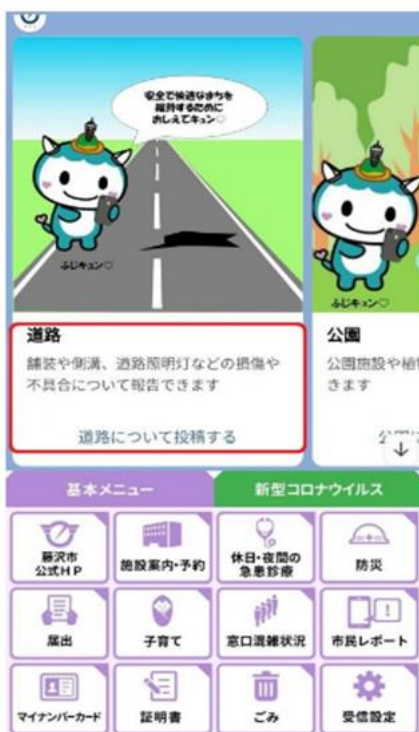 安全で快適なまちを
維持するために
おしえてキュン♡
ふじキュン♡
ふじキュン♡
道路
舗装や側溝、道路照明灯などの損傷や
不具合について報告できます
道路について投稿する
公園
公園施設や植
きます
基本メニュー
新型コロナウイルス
藤沢市
公式HP
施設案内・予約
休日・夜間の
急患診療
防災
届出
子育て
窓口混雑状況
市民レポート
マイナンバーカード
証明書
ごみ
受信設定